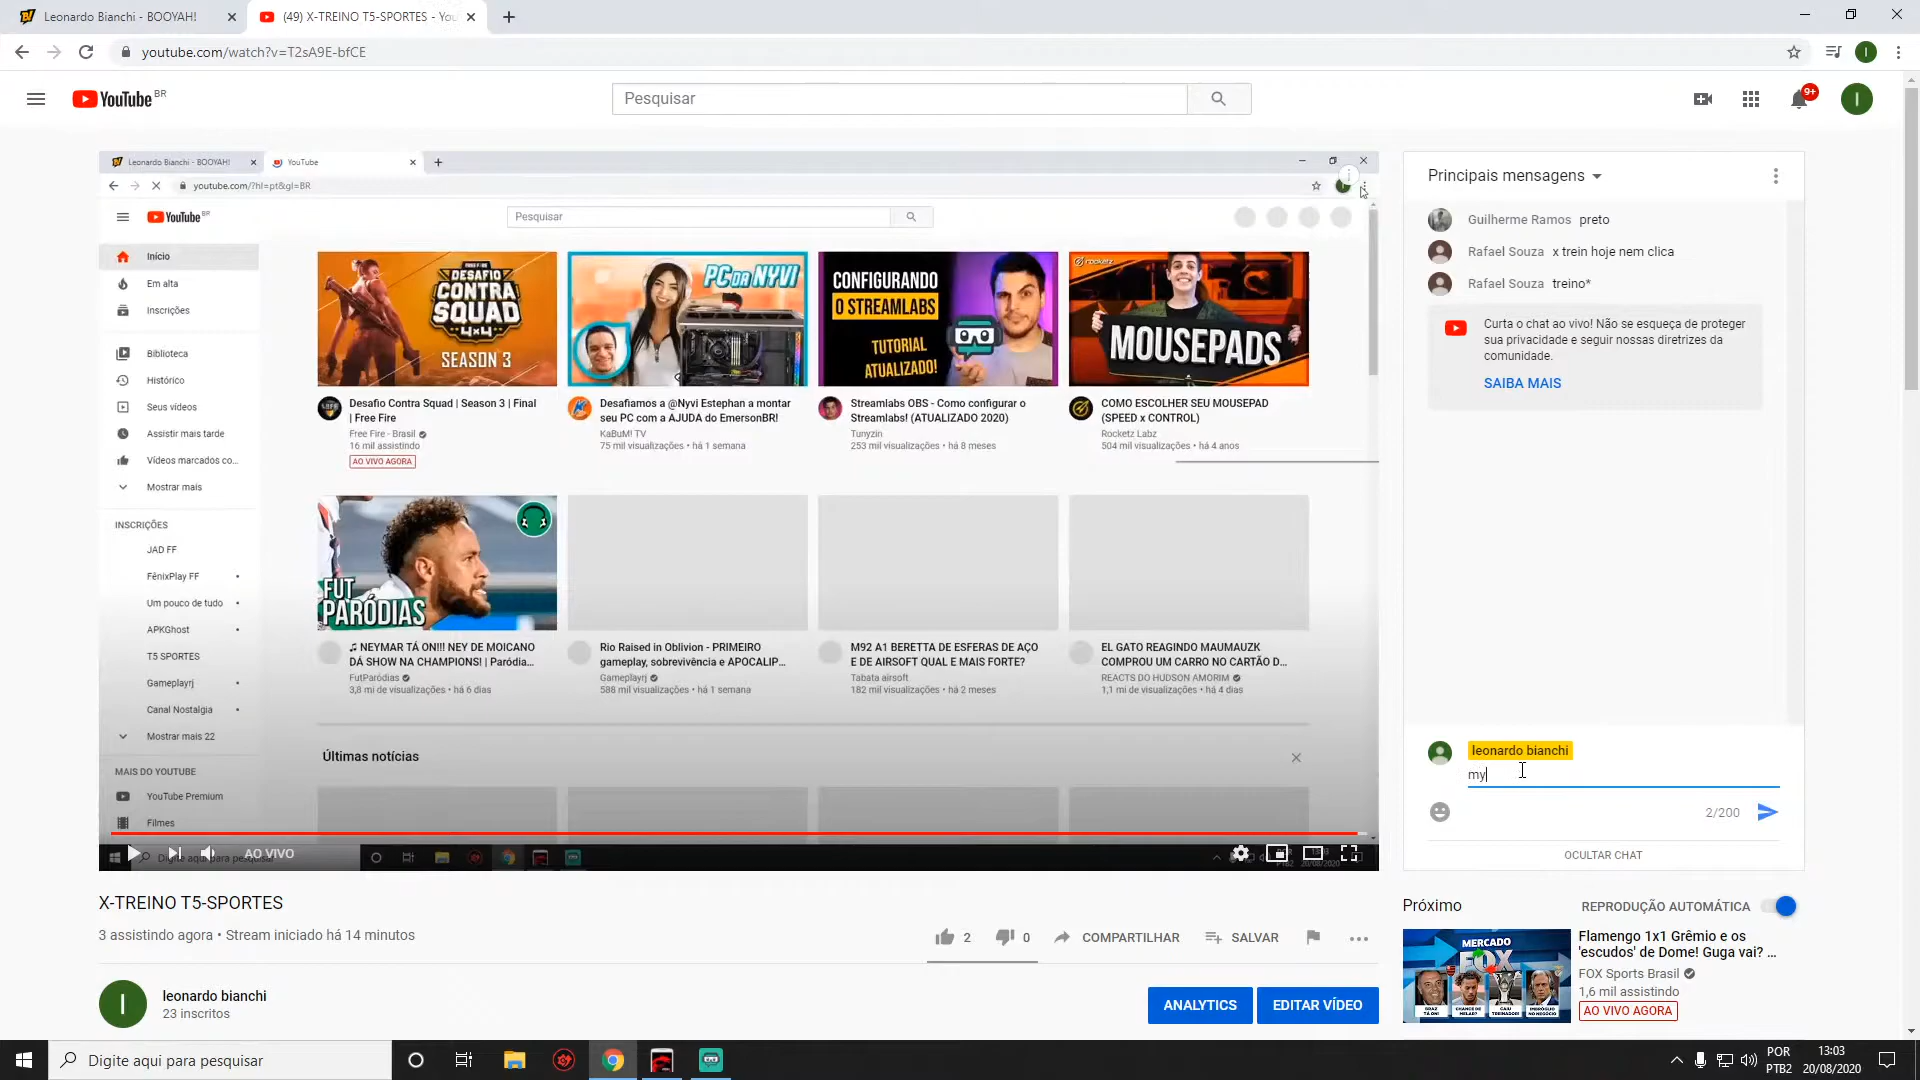 Leonardo Bianchi - BOOYAH!
(49) X-TREINO T5-SPORTES - You
youtube.com/watch?v=T2sA9E-bfCE
YouTube BR
Pesquisar
9+
Leonardo Bianchi - BOOYAH!
YouTube
youtube.com/?hl=pt&gl=BR
YouTube BR
Pesquisar
Início
Em alta
Inscrições
Biblioteca
Histórico
Seus vídeos
Assistir mais tarde
Vídeos marcados co...
Mostrar mais
INSCRIÇÕES
JAD FF
FênixPlay FF
Um pouco de tudo
APKGhost
T5 SPORTES
Gameplayrj
Canal Nostalgia
Mostrar mais 22
MAIS DO YOUTUBE
YouTube Premium
Filmes
DESAFIO
CONTRA
SQUAD
4x4
SEASON 3
Desafio Contra Squad | Season 3 | Final
| Free Fire
Free Fire - Brasil
16 mil assistindo
AO VIVO AGORA
PC DA NYVI
Desafiamos a @Nyvi Estephan a montar
seu PC com a AJUDA do EmersonBR!
KaBuM! TV
75 mil visualizações • há 1 semana
CONFIGURANDO
O STREAMLABS
TUTORIAL
ATUALIZADO!
Streamlabs OBS - Como configurar o
Streamlabs! (ATUALIZADO 2020)
Tunyzin
253 mil visualizações • há 8 meses
rocketz
MOUSEPADS
COMO ESCOLHER SEU MOUSEPAD
(SPEED x CONTROL)
Rocketz Labz
504 mil visualizações • há 4 anos
FUT
PARÓDIAS
♫ NEYMAR TÁ ON!!! NEY DE MOICANO
DÁ SHOW NA CHAMPIONS! | Paródia...
FutParódias
3,8 mi de visualizações • há 6 dias
Rio Raised in Oblivion - PRIMEIRO
gameplay, sobrevivência e APOCALIP...
Gameplayrj
588 mil visualizações • há 1 semana
M92 A1 BERETTA DE ESFERAS DE AÇO
E DE AIRSOFT QUAL E MAIS FORTE?
Tabata airsoft
182 mil visualizações • há 2 meses
EL GATO REAGINDO MAUMAUZK
COMPROU UM CARRO NO CARTÃO D...
REACTS DO HUDSON AMORIM
1,1 mi de visualizações • há 4 dias
Últimas notícias
Digite aqui para pesquisar
AO VIVO
Principais mensagens
Guilherme Ramos preto
Rafael Souza x trein hoje nem clica
Rafael Souza treino*
Curta o chat ao vivo! Não se esqueça de proteger
sua privacidade e seguir nossas diretrizes da
comunidade.
SAIBA MAIS
leonardo bianchi
my
2/200
OCULTAR CHAT
X-TREINO T5-SPORTES
3 assistindo agora • Stream iniciado há 14 minutos
2
0
COMPARTILHAR
SALVAR
leonardo bianchi
23 inscritos
ANALYTICS
EDITAR VÍDEO
Próximo
REPRODUÇÃO AUTOMÁTICA
MERCADO
FOX
Flamengo 1x1 Grêmio e os
'escudos' de Dome! Guga vai? ...
FOX Sports Brasil
1,6 mil assistindo
AO VIVO AGORA
Digite aqui para pesquisar
POR
PTB2
13:03
20/08/2020